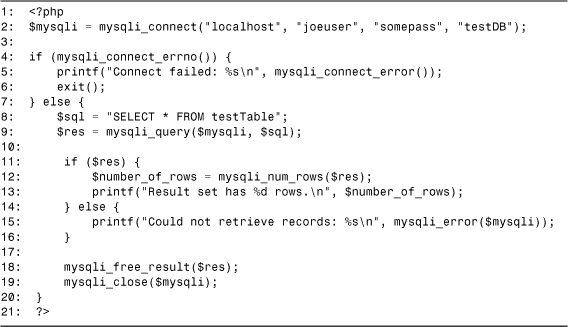 1:  <?php
2:  $mysqli = mysqli_connect("localhost", "joeuser", "somepass", "testDB");
3:
4:  if (mysqli_connect_errno()) {
5:      printf("Connect failed: %s\n", mysqli_connect_error());
6:      exit();
7:  } else {
8:      $sql = "SELECT * FROM testTable";
9:      $res = mysqli_query($mysqli, $sql);
10:
11:      if ($res) {
12:          $number_of_rows = mysqli_num_rows($res);
13:          printf("Result set has %d rows.\n", $number_of_rows);
14:      } else {
15:          printf("Could not retrieve records: %s\n", mysqli_error($mysqli));
16:      }
17:
18:      mysqli_free_result($res);
19:      mysqli_close($mysqli);
20:  }
21:  ?>